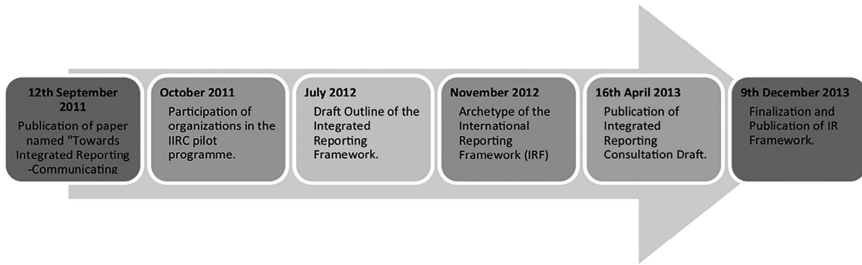 12th September
2011
Publication of paper
named "Towards
Integrated Reporting
-Communicating
October 2011
Participation of
organizations in the
IIRC pilot
programme.
July 2012
Draft Outline of the
Integrated
Reporting
Framework.
November 2012
Archetype of the
International
Reporting
Framework (IRF)
16th April 2013
Publication of
Integrated
Reporting
Consultation Draft.
9th December 2013
Finalization and
Publication of IR
Framework.